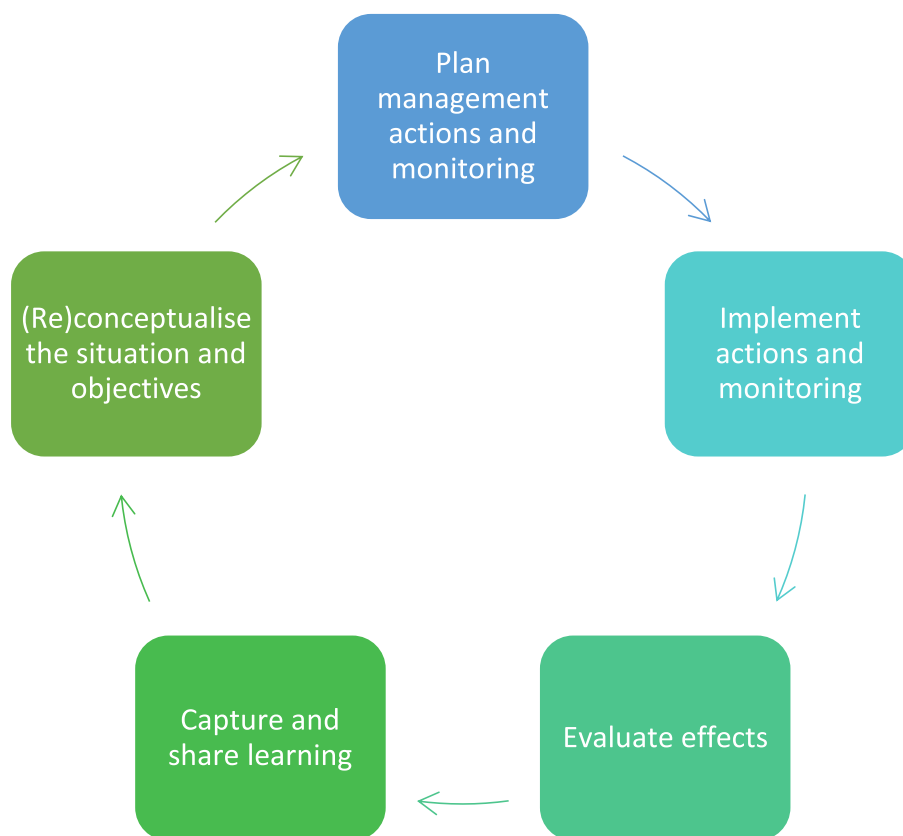 Plan
management
actions and
monitoring
Implement
actions and
monitoring
Evaluate effects
Capture and
share learning
(Re)conceptualise
the situation and
objectives